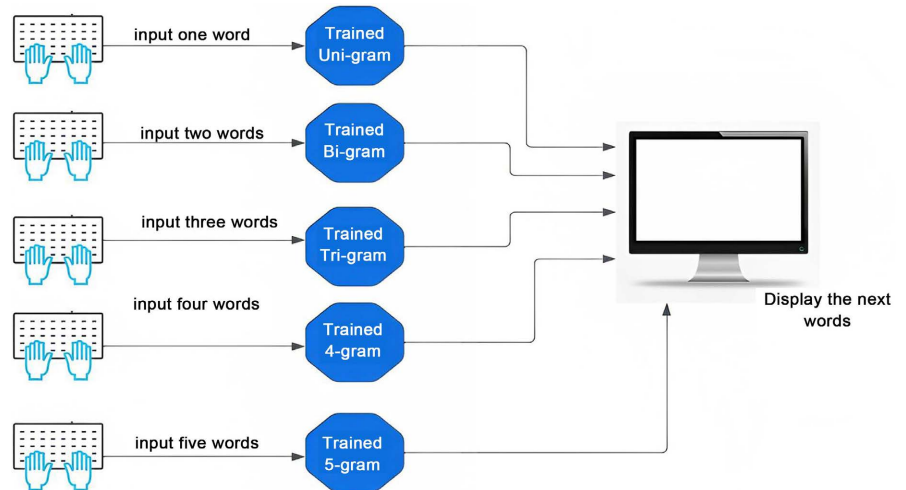 input one word
Trained
Uni-gram
input two words
Trained
Bi-gram
input three words
Trained
Tri-gram
input four words
Trained
4-gram
input five words
Trained
5-gram
Display the next
words